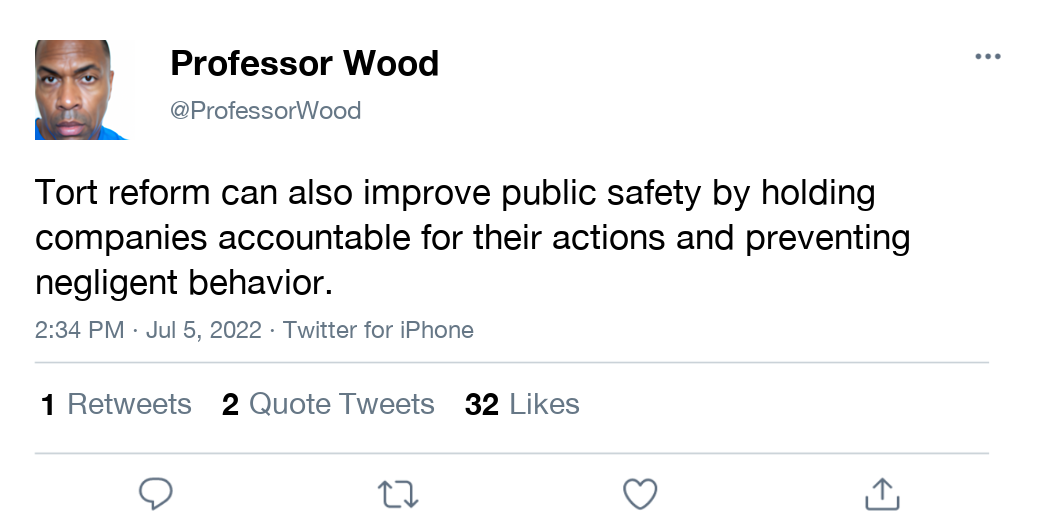 Professor Wood
@ProfessorWood
Tort reform can also improve public safety by holding
companies accountable for their actions and preventing
negligent behavior.
2:34 PM · Jul 5, 2022 · Twitter for iPhone
1 Retweets 2 Quote Tweets 32 Likes